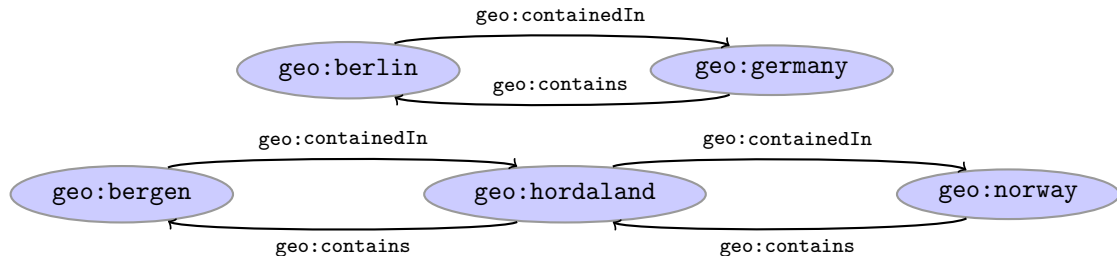 geo:containedIn
geo:berlin
geo:germany
geo:contains
geo:containedIn
geo:containedIn
geo:bergen
geo:hordaland
geo:norway
geo:contains
geo:contains